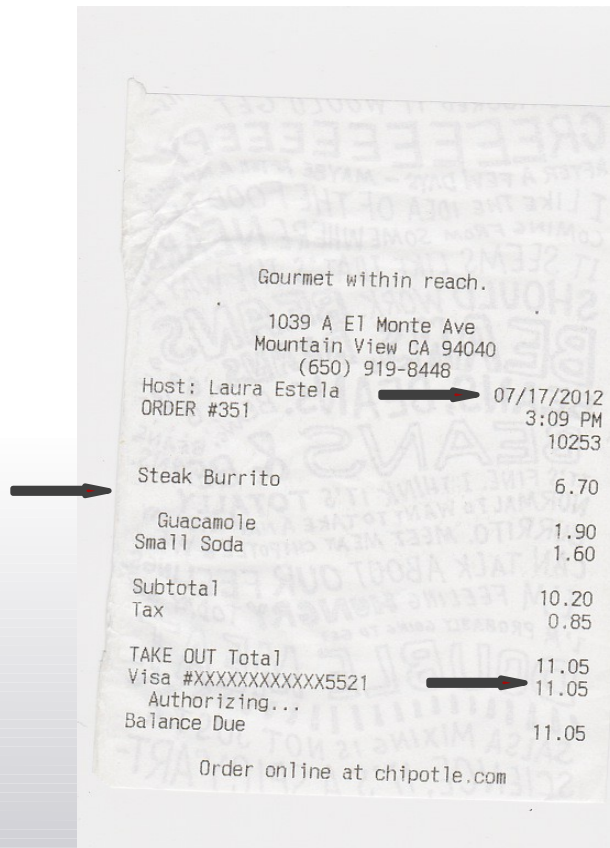 Gourmet within reach.
1039 A El Monte Ave
Mountain View CA 94040
(650) 919-8448
Host: Laura Estela 07/17/2012
ORDER #351 3:09 PM
10253
Steak Burrito 6.70
Guacamole 1.90
Small Soda 1.60
Subtotal 10.20
Tax 0.85
TAKE OUT Total 11.05
Visa #XXXXXXXXXXXX5521 11.05
Authorizing...
Balance Due 11.05
Order online at chipotle.com